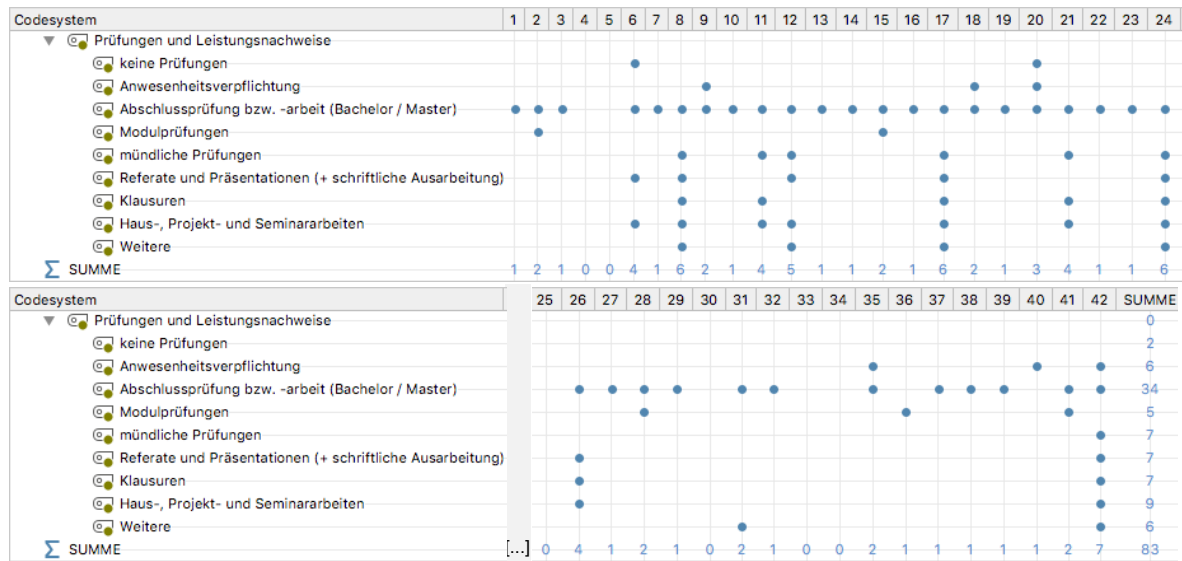 Codesystem 1 2 3 4 5 6 7 8 9 10 11 12 13 14 15 16 17 18 19 20 21 22 23 24
Prüfungen und Leistungsnachweise
keine Prüfungen
Anwesenheitsverpflichtung
Abschlussprüfung bzw. -arbeit (Bachelor / Master)
Modulprüfungen
mündliche Prüfungen
Referate und Präsentationen (+ schriftliche Ausarbeitung)
Klausuren
Haus-, Projekt- und Seminararbeiten
Weitere
Σ SUMME 1 2 1 0 0 4 1 6 2 1 4 5 1 1 2 1 6 2 1 3 4 1 1 6
Codesystem 25 26 27 28 29 30 31 32 33 34 35 36 37 38 39 40 41 42 SUMME
Prüfungen und Leistungsnachweise 0
keine Prüfungen 2
Anwesenheitsverpflichtung 6
Abschlussprüfung bzw. -arbeit (Bachelor / Master) 34
Modulprüfungen 5
mündliche Prüfungen 7
Referate und Präsentationen (+ schriftliche Ausarbeitung) 7
Klausuren 7
Haus-, Projekt- und Seminararbeiten 9
Weitere 6
Σ SUMME [...] 0 4 1 2 1 0 2 1 0 0 2 1 1 1 1 1 2 7 83